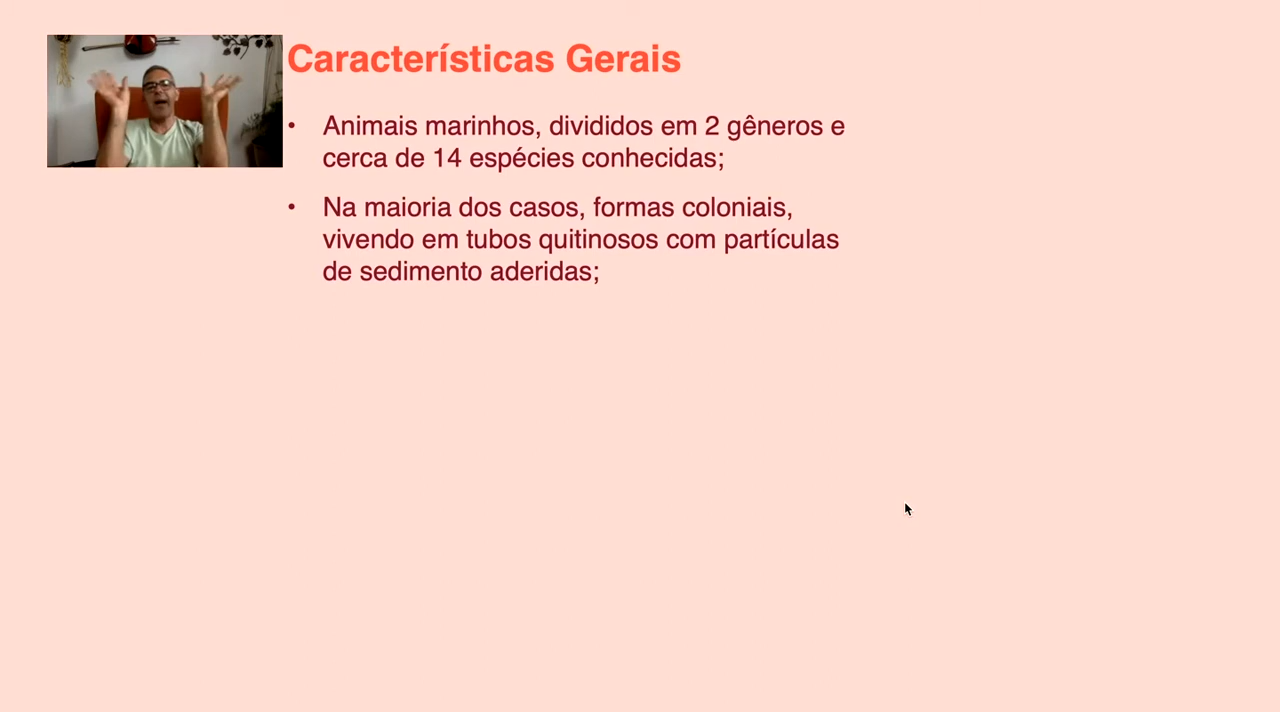 Características Gerais
• Animais marinhos, divididos em 2 gêneros e
cerca de 14 espécies conhecidas;
• Na maioria dos casos, formas coloniais,
vivendo em tubos quitinosos com partículas
de sedimento aderidas;